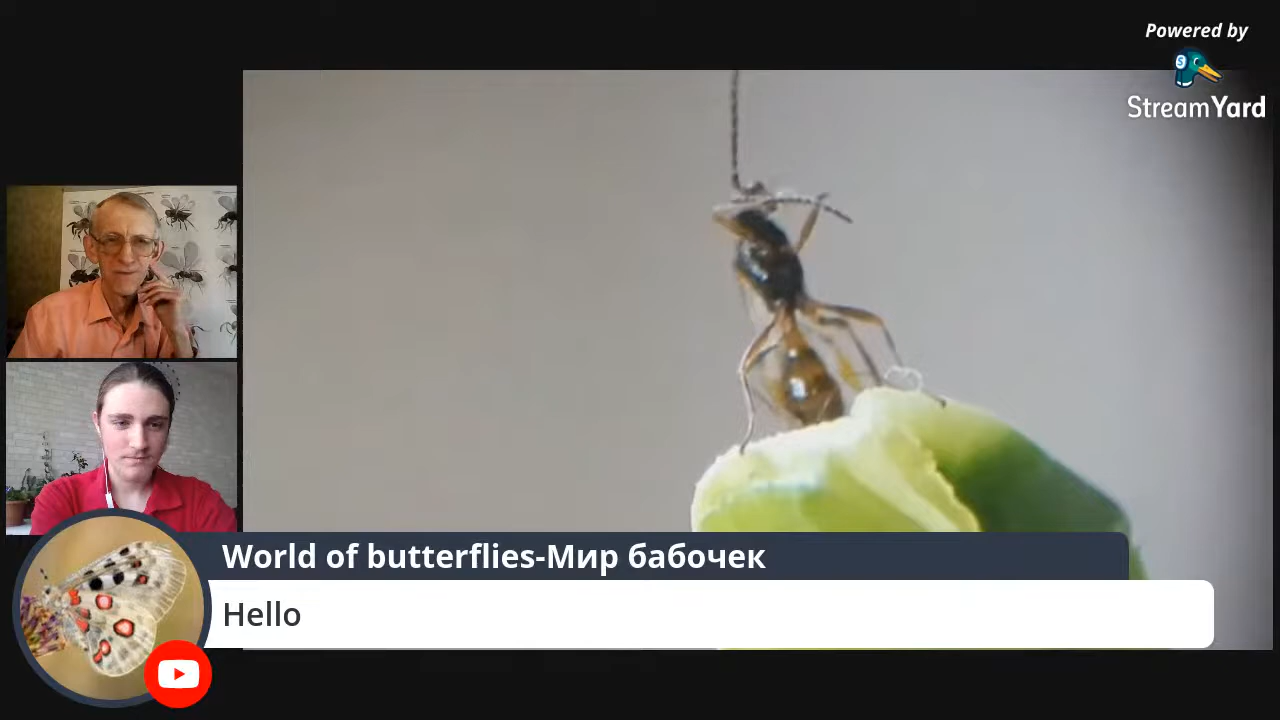 Powered by
StreamYard
World of butterflies-Мир бабочек
Hello